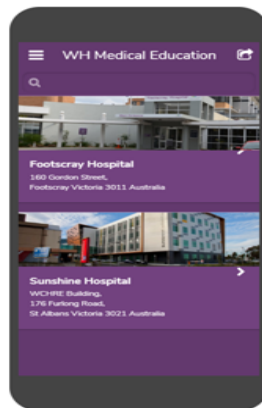 WH Medical Education
Footscray Hospital
160 Gordon Street,
Footscray Victoria 3011 Australia
Sunshine Hospital
WCHRE Building,
176 Furlong Road,
St Albans Victoria 3021 Australia